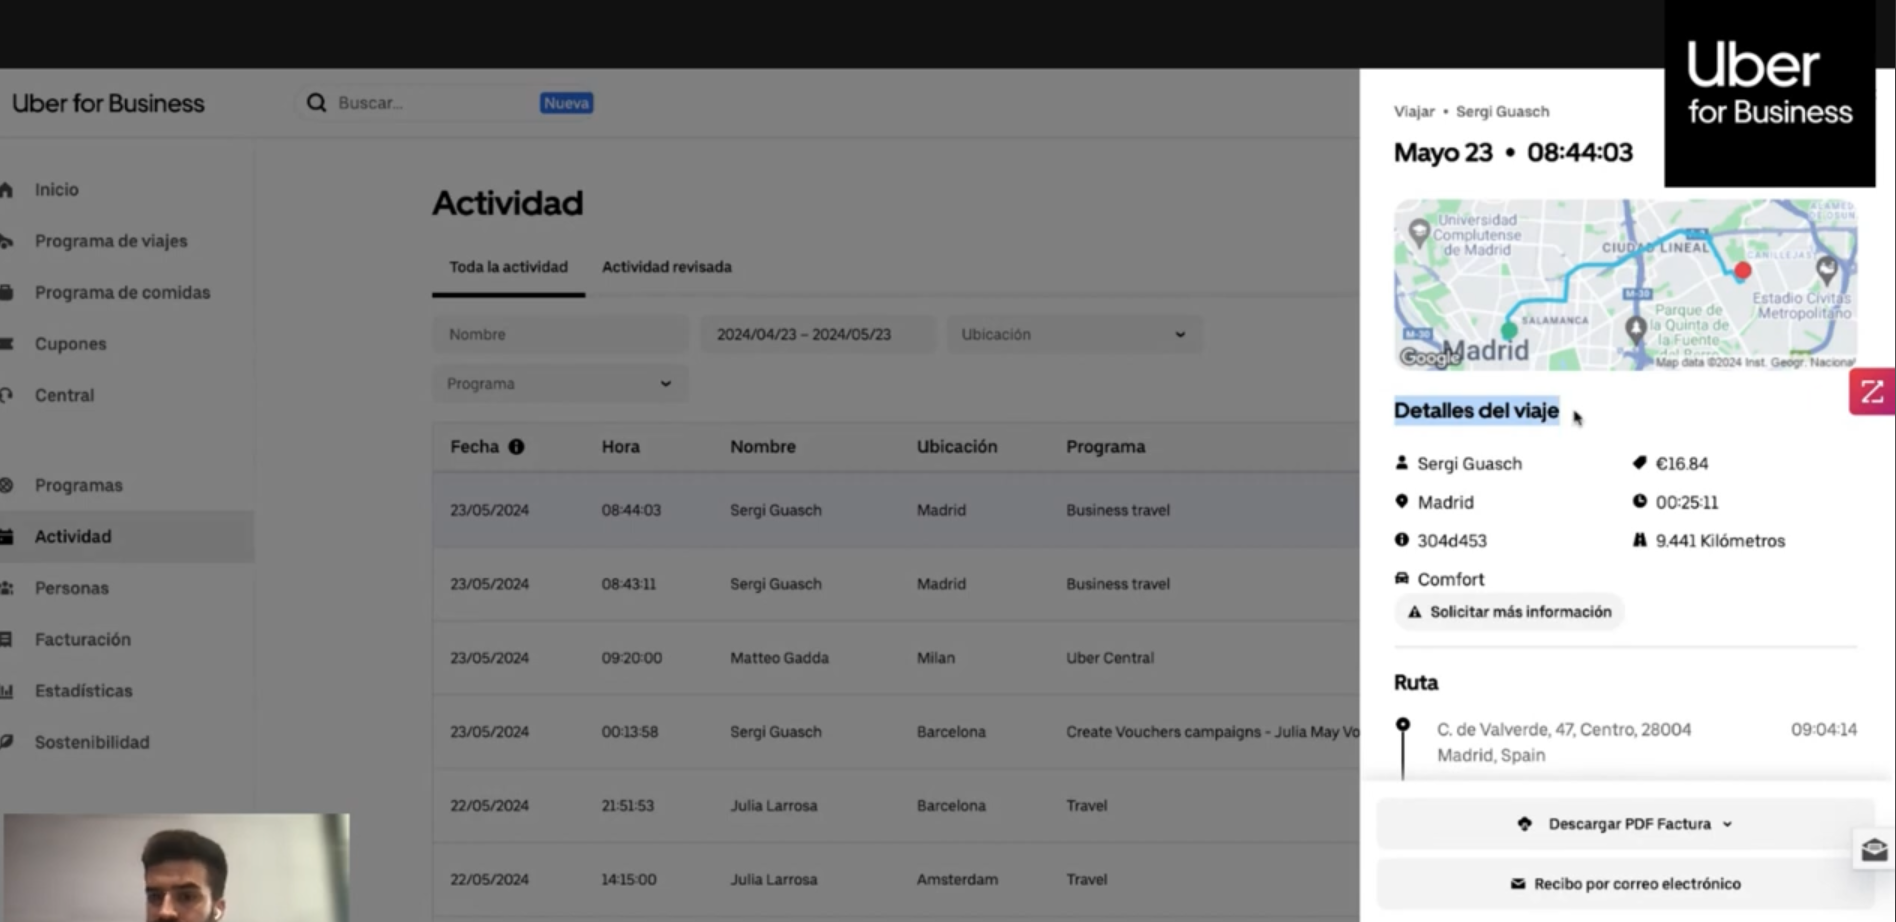 Uber
for Business
Uber for Business
Buscar...
Nueva
Inicio
Programa de viajes
Programa de comidas
Cupones
Central
Programas
Actividad
Personas
Facturación
Estadísticas
Sostenibilidad
Actividad
Toda la actividad
Actividad revisada
Nombre
2024/04/23 – 2024/05/23
Ubicación
Programa
Fecha Hora Nombre Ubicación Programa
23/05/2024 08:44:03 Sergi Guasch Madrid Business travel
23/05/2024 08:43:11 Sergi Guasch Madrid Business travel
23/05/2024 09:20:00 Matteo Gadda Milan Uber Central
23/05/2024 00:13:58 Sergi Guasch Barcelona Create Vouchers campaigns - Julia May Vo
22/05/2024 21:51:53 Julia Larrosa Barcelona Travel
22/05/2024 14:15:00 Julia Larrosa Amsterdam Travel
Viajar • Sergi Guasch
Mayo 23 • 08:44:03
Universidad
Complutense
de Madrid
CIUDAD LINEAL
CANILLEJAS
M-30
Estadio Cívitas
Metropolitano
SALAMANCA
Parque de
la Quinta de
la Fuente
del Berro
M-30
Madrid
Google
Map data ©2024 Inst. Geogr. Nacional
Detalles del viaje
Sergi Guasch
€16.84
Madrid
00:25:11
304d453
9.441 Kilómetros
Comfort
Solicitar más información
Ruta
C. de Valverde, 47, Centro, 28004
Madrid, Spain
09:04:14
Descargar PDF Factura
Recibo por correo electrónico